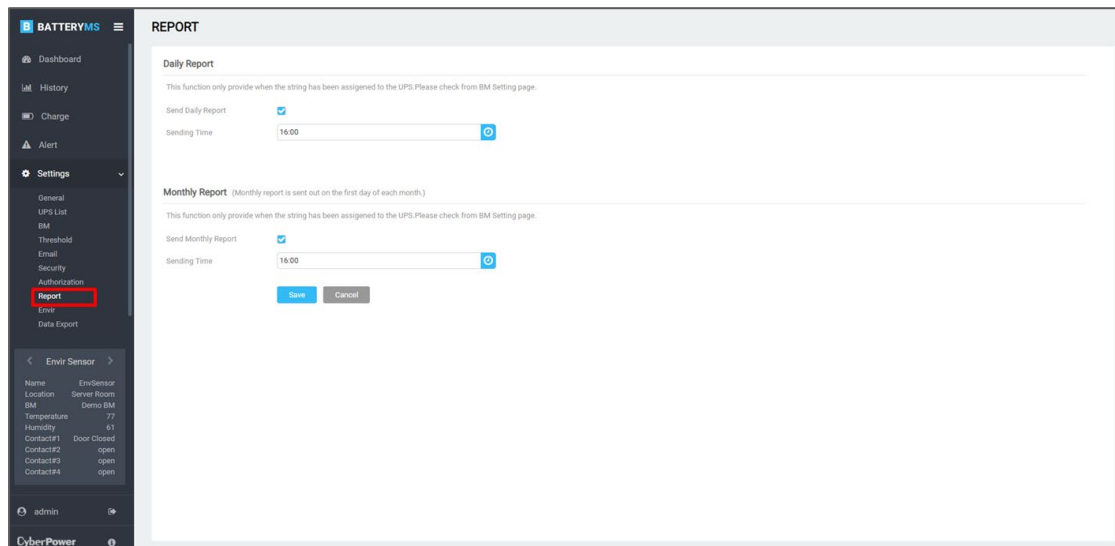 B BATTERYMS
Dashboard
History
Charge
Alert
Settings
General
UPS List
BM
Threshold
Email
Security
Authorization
Report
Envir
Data Export
Envir Sensor
Name EnvSensor
Location Server Room
BM Demo BM
Temperature 77
Humidity 61
Contact#1 Door Closed
Contact#2 open
Contact#3 open
Contact#4 open
admin
CyberPower
REPORT
Daily Report
This function only provide when the string has been assigened to the UPS.Please check from BM Setting page.
Send Daily Report
Sending Time 16:00
Monthly Report (Monthly report is sent out on the first day of each month.)
This function only provide when the string has been assigened to the UPS.Please check from BM Setting page.
Send Monthly Report
Sending Time 16:00
Save Cancel